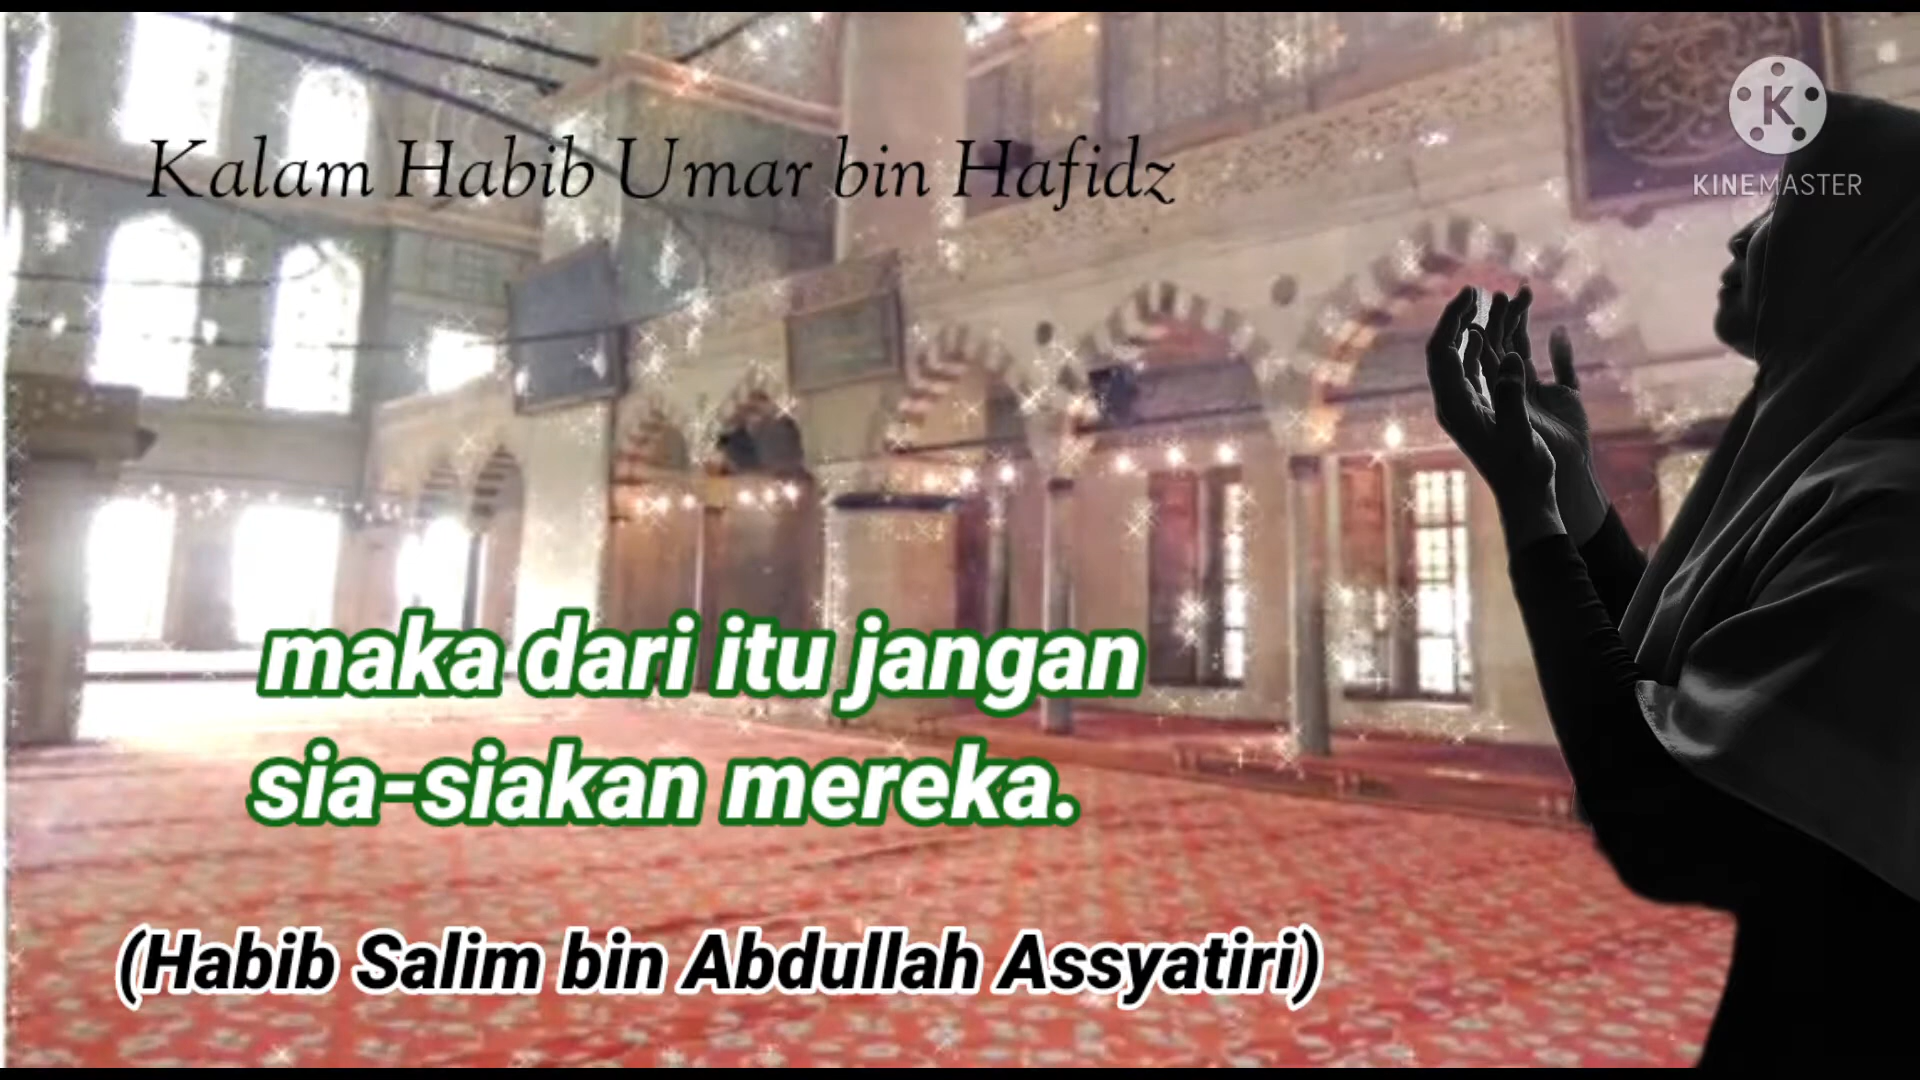 Kalam Habib Umar bin Hafidz
K
KINEMASTER
maka dari itu jangan
sia-siakan mereka.
(Habib Salim bin Abdullah Assyatiri)